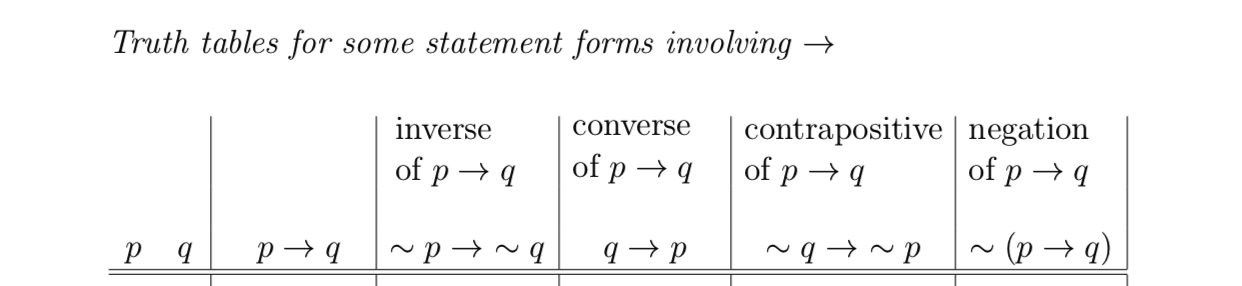 Truth tables for some statement forms involving →
inverse converse contrapositive negation
of p → q of p → q of p → q of p → q
p q p → q ∼ p → ∼ q q → p ∼ q → ∼ p ∼ (p → q)